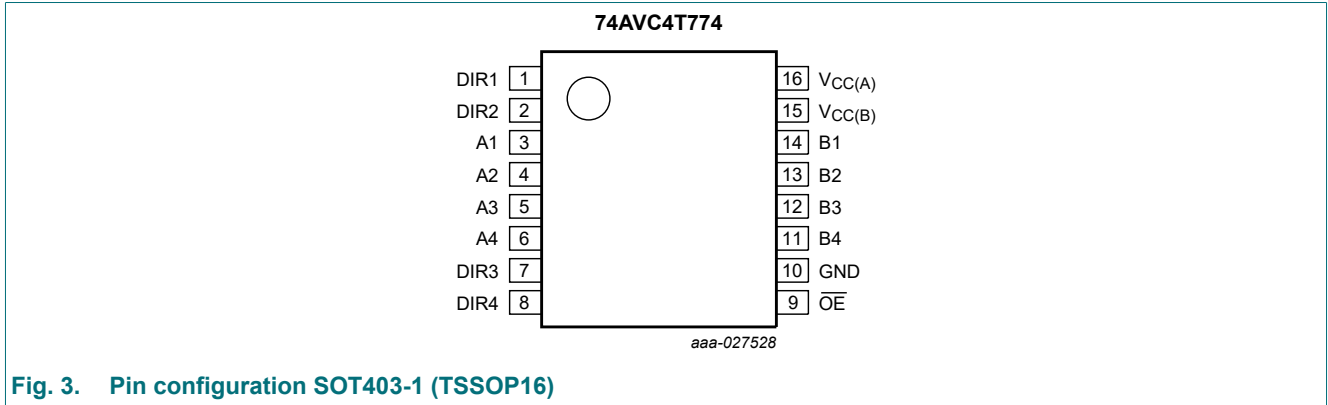 74AVC4T774
DIR1 1 16 VCC(A)
DIR2 2 15 VCC(B)
A1 3 14 B1
A2 4 13 B2
A3 5 12 B3
A4 6 11 B4
DIR3 7 10 GND
DIR4 8 9 O̅E̅
aaa-027528
Fig. 3. Pin configuration SOT403-1 (TSSOP16)